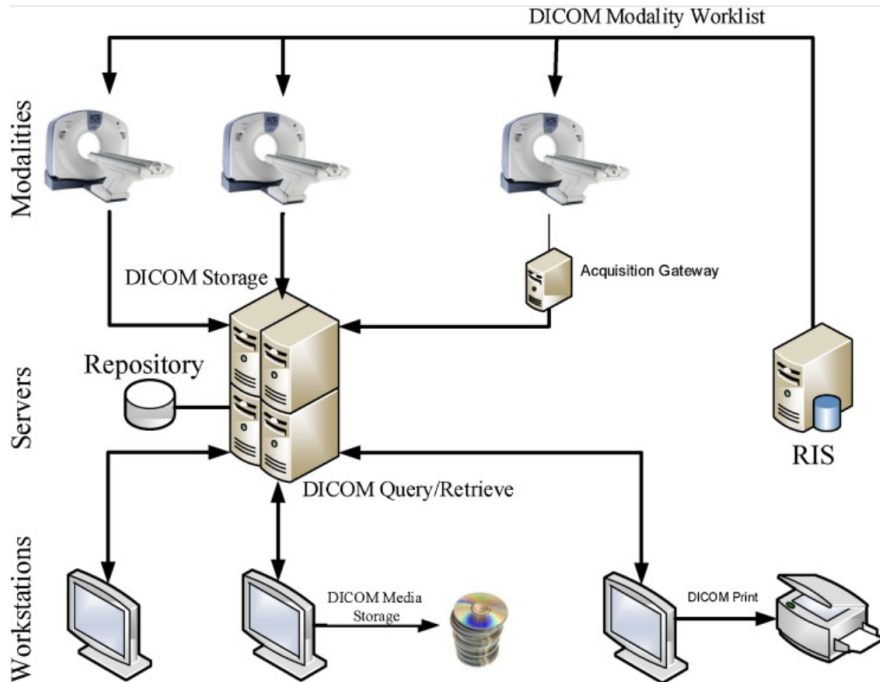 DICOM Modality Worklist
Modalities
DICOM Storage
Acquisition Gateway
Repository
Servers
RIS
DICOM Query/Retrieve
Workstations
DICOM Media
Storage
DICOM Print